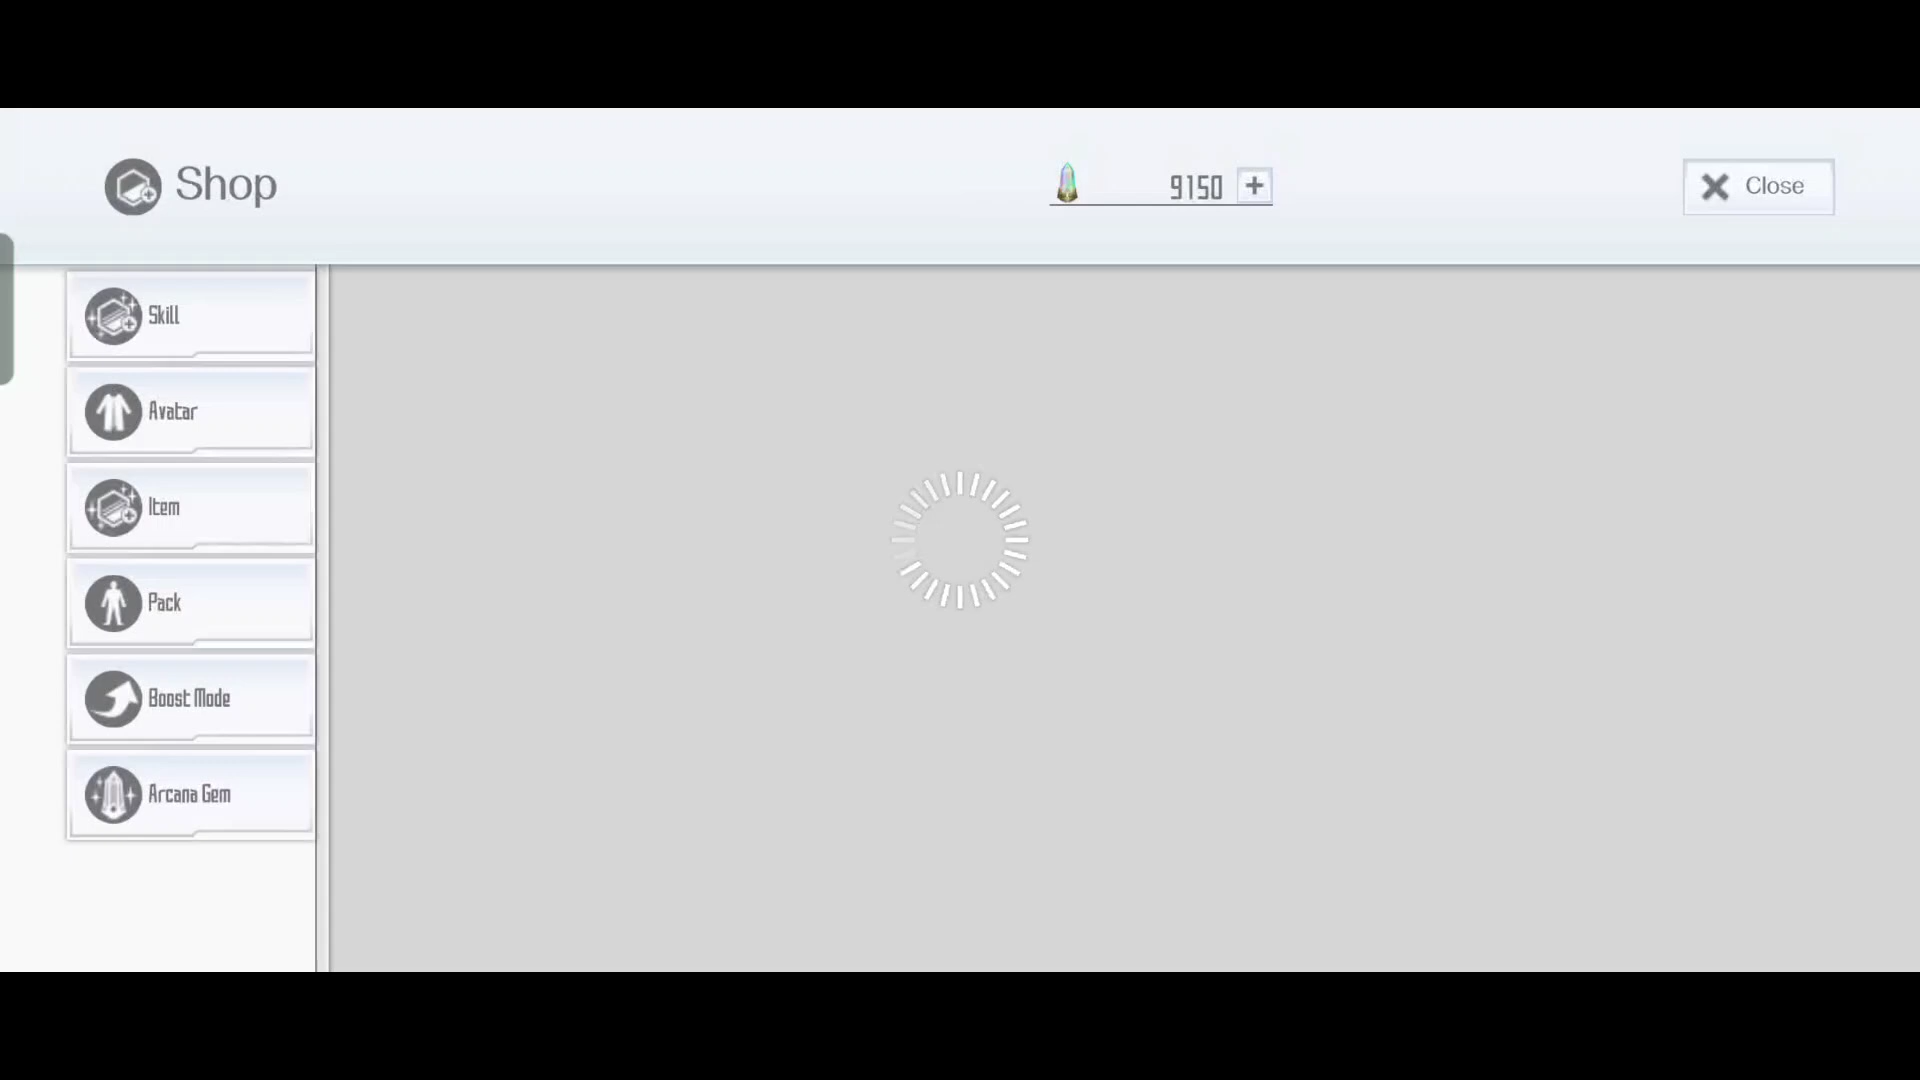 Shop
9150
Close
Skill
Avatar
Item
Pack
Boost Mode
Arcana Gem